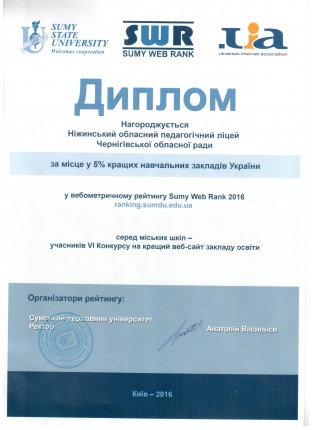 SUMY
STATE
UNIVERSITY
Welcomes cooperation
SWR
SUMY WEB RANK
uia
ukrainian internet association
Диплом
Нагороджується
Ніжинський обласний педагогічний ліцей
Чернігівської обласної ради
за місце у 5% кращих навчальних закладів України
у вебометричному рейтингу Sumy Web Rank 2016
ranking.sumdu.edu.ua
серед міських шкіл –
учасників VI Конкурсу на кращий веб-сайт закладу освіти
Організатори рейтингу:
Сумський державний університет
Ректор
Анатолій Васильєв
Київ – 2016